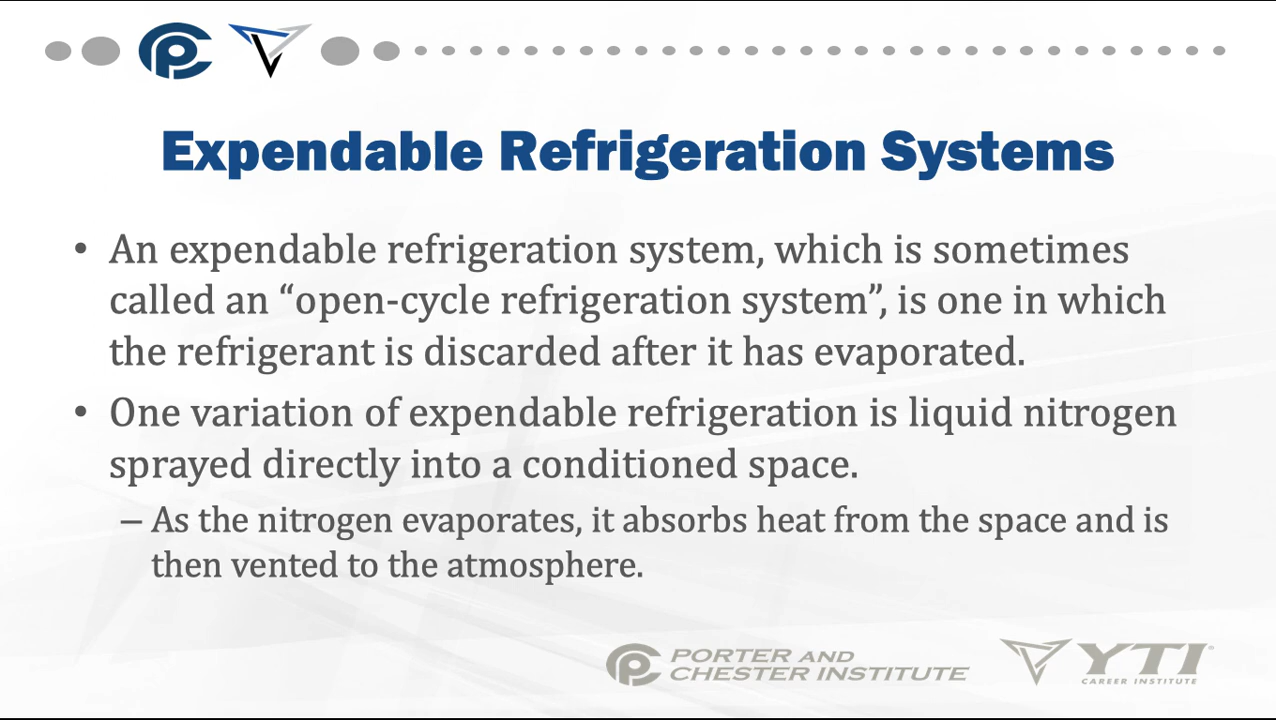 Expendable Refrigeration Systems
• An expendable refrigeration system, which is sometimes
called an “open-cycle refrigeration system”, is one in which
the refrigerant is discarded after it has evaporated.
• One variation of expendable refrigeration is liquid nitrogen
sprayed directly into a conditioned space.
– As the nitrogen evaporates, it absorbs heat from the space and is
then vented to the atmosphere.
PORTER AND
CHESTER INSTITUTE
YTI
CAREER INSTITUTE